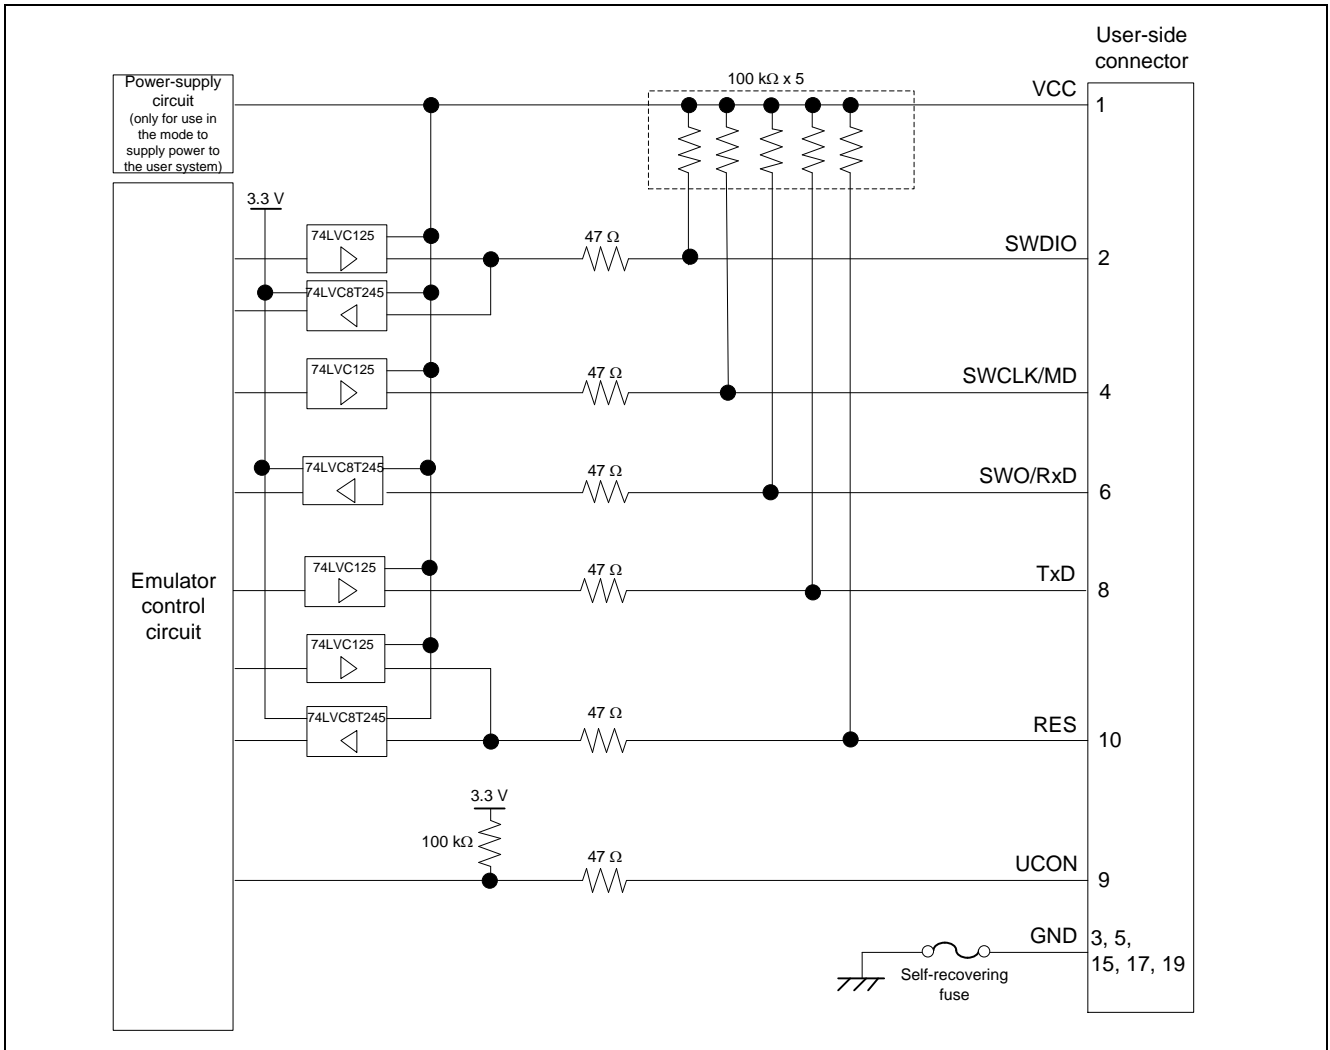 User-side
connector
Power-supply
circuit
(only for use in
the mode to
supply power to
the user system)
100 kΩ x 5
VCC
1
3.3 V
74LVC125
47 Ω
SWDIO
2
74LVC8T245
74LVC125
47 Ω
SWCLK/MD
4
74LVC8T245
47 Ω
SWO/RxD
6
Emulator
control
circuit
74LVC125
47 Ω
TxD
8
74LVC125
74LVC8T245
47 Ω
RES
10
3.3 V
100 kΩ
47 Ω
UCON
9
GND
3, 5,
15, 17, 19
Self-recovering
fuse